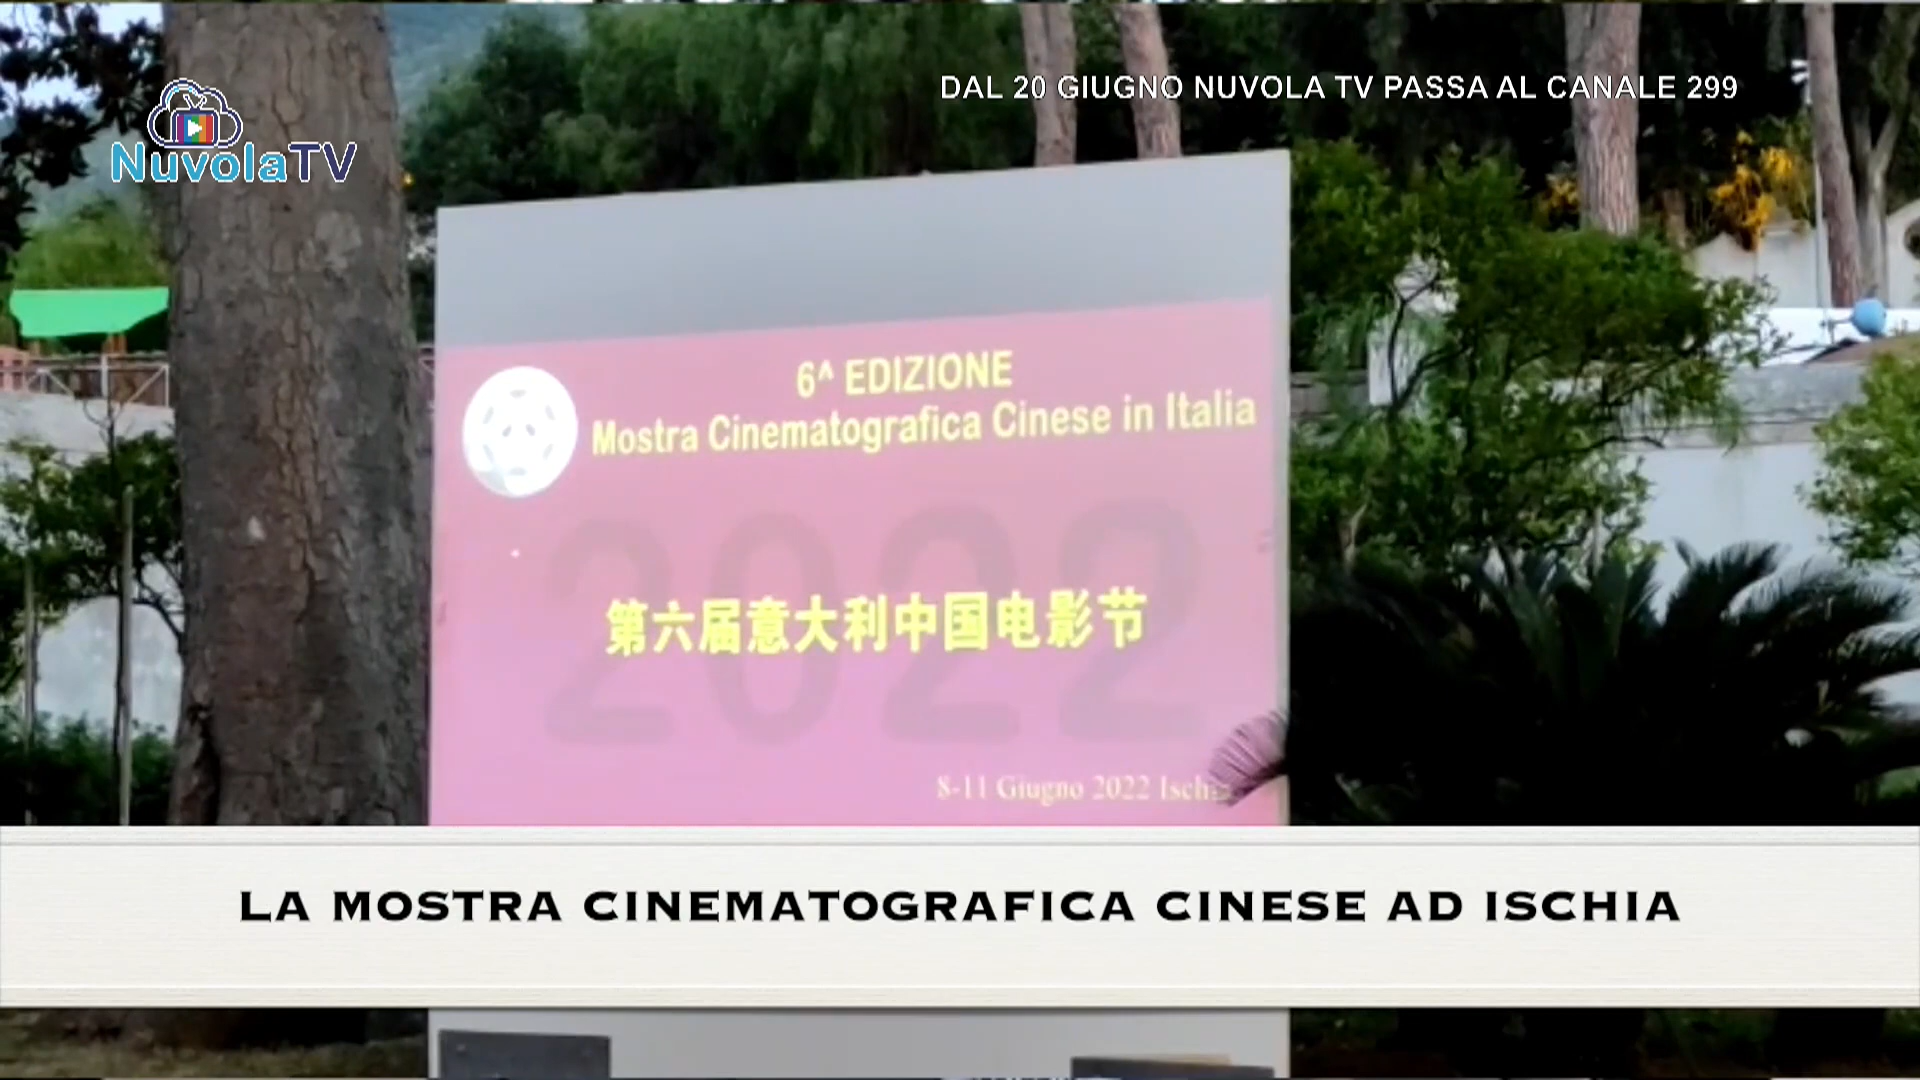 DAL 20 GIUGNO NUVOLA TV PASSA AL CANALE 299
NuvolaTV
6^ EDIZIONE
Mostra Cinematografica Cinese in Italia
2022
第六届意大利中国电影节
8-11 Giugno 2022
LA MOSTRA CINEMATOGRAFICA CINESE AD ISCHIA